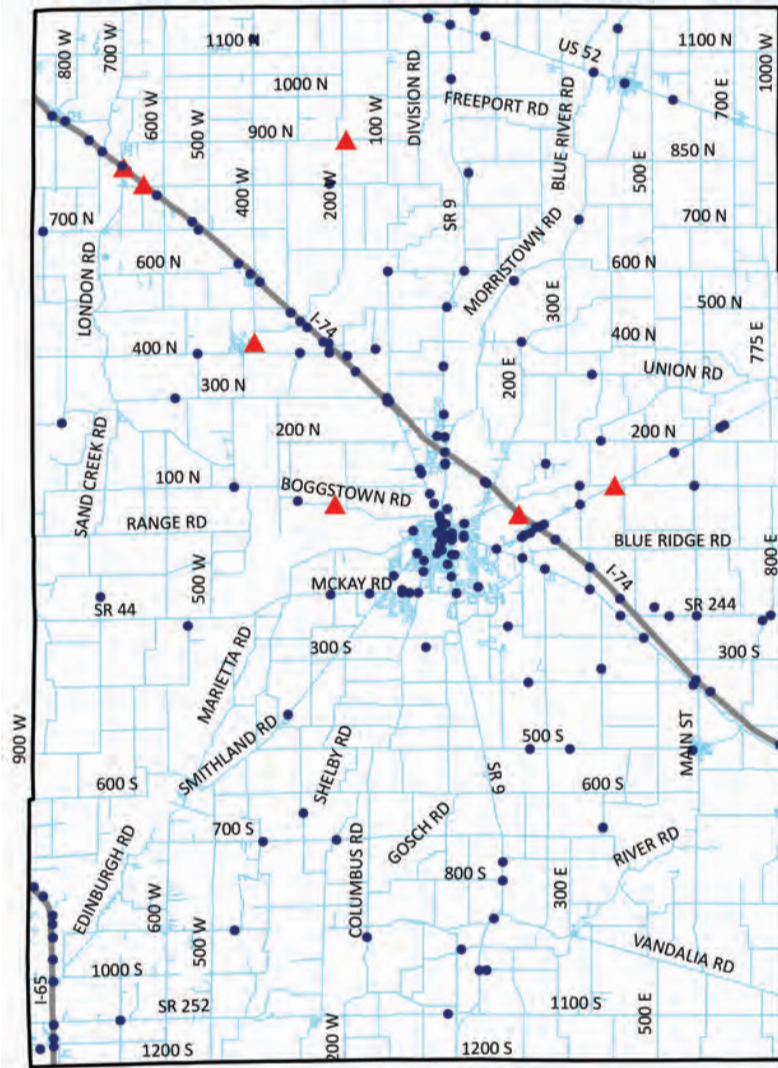 1100 N
US 52
1100 N
1000 W
800 W
700 W
1000 N
DIVISION RD
FREEPORT RD
BLUE RIVER RD
700 E
600 W
500 W
900 N
100 W
850 N
500 E
400 W
200 W
SR 9
700 N
LONDON RD
600 N
MORRISTOWN RD
700 N
600 N
300 E
500 N
I-74
400 N
400 N
775 E
UNION RD
300 N
200 E
SAND CREEK RD
200 N
200 N
100 N
BOGGSTOWN RD
RANGE RD
BLUE RIDGE RD
800 E
500 W
MCKAY RD
I-74
SR 44
SR 244
300 S
300 S
MARIETTA RD
900 W
SMITHLAND RD
SHELBY RD
500 S
MAIN ST
600 S
SR 9
600 S
EDINBURGH RD
700 S
COLUMBUS RD
GOSCH RD
RIVER RD
800 S
300 E
600 W
500 W
VANDALIA RD
I-65
1000 S
SR 252
1100 S
500 E
200 W
1200 S
1200 S